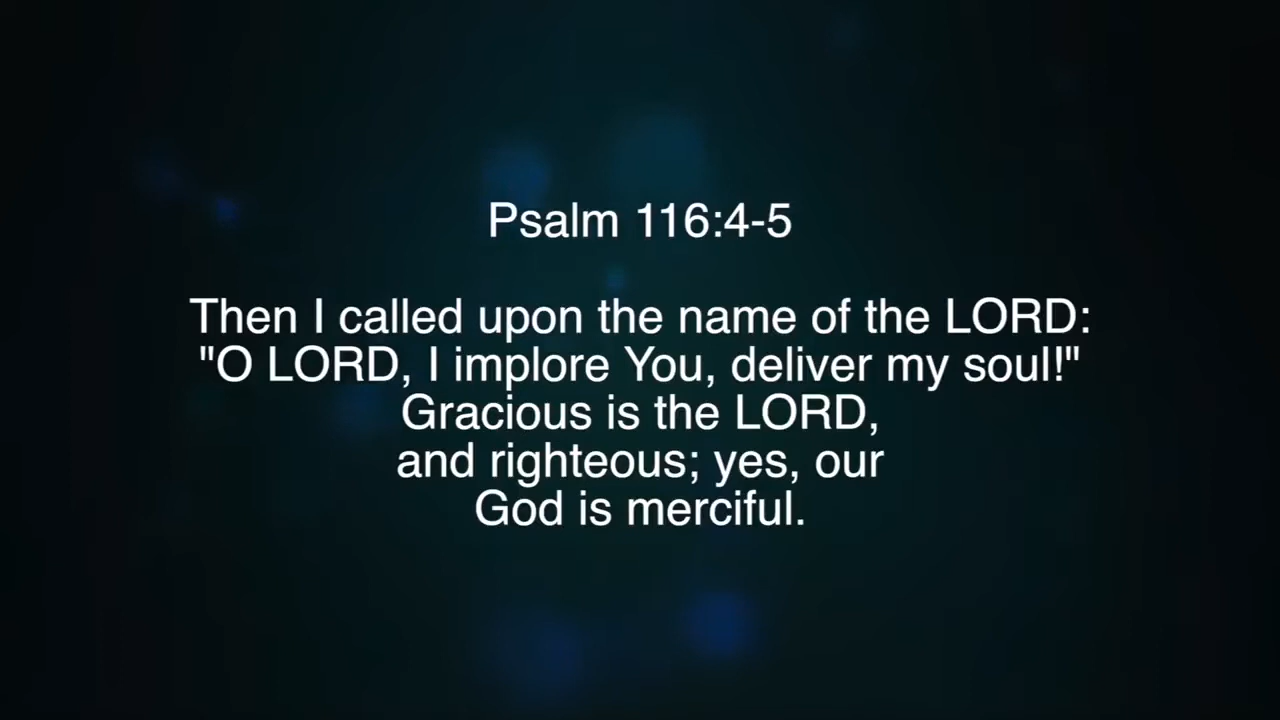 Psalm 116:4-5
Then I called upon the name of the LORD:
"O LORD, I implore You, deliver my soul!"
Gracious is the LORD,
and righteous; yes, our
God is merciful.